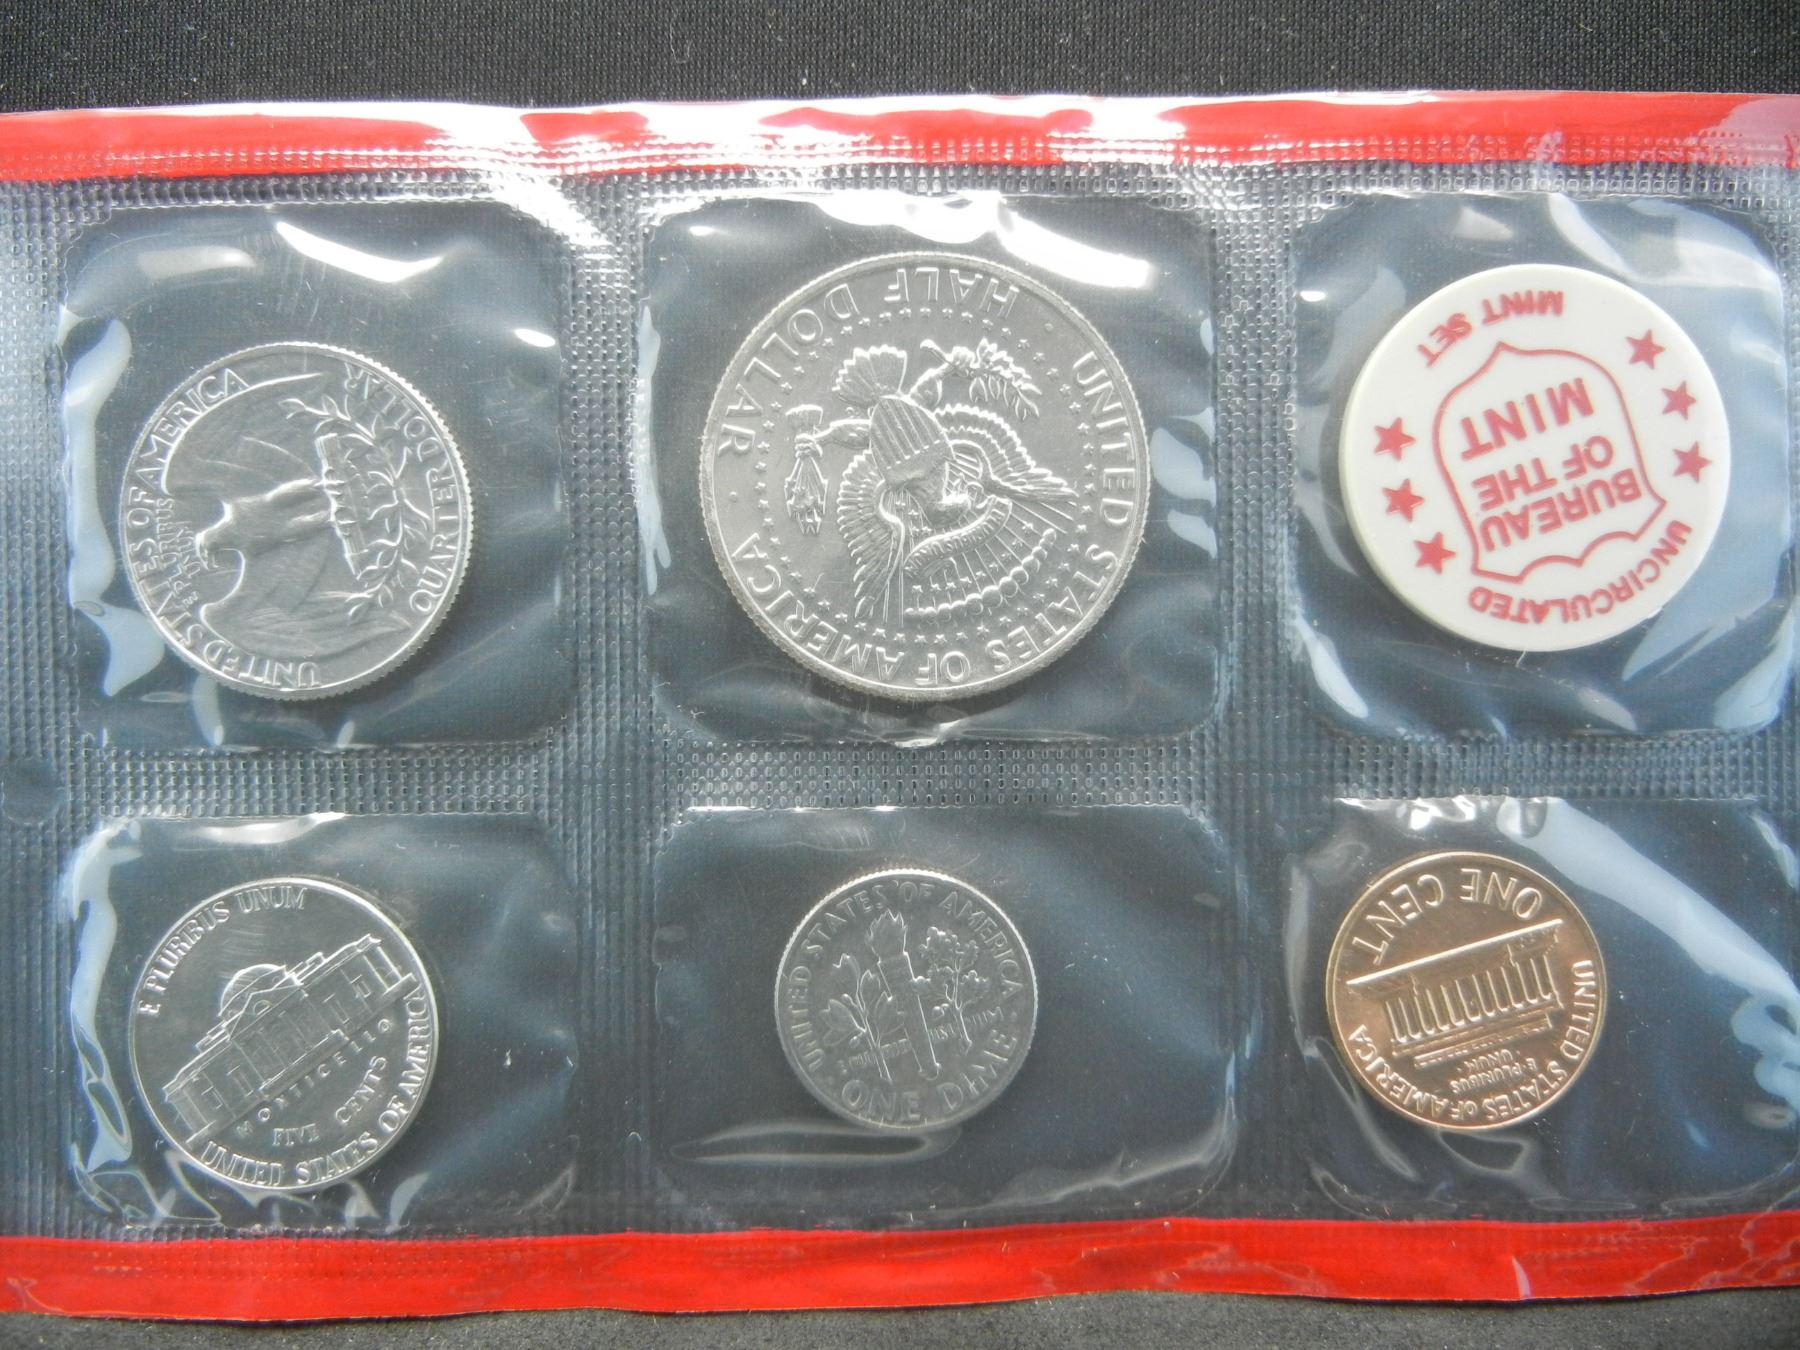 UNITED STATES OF AMERICA
E PLURIBUS
UNUM
QUARTER DOLLAR
UNITED STATES OF AMERICA
HALF DOLLAR
UNCIRCULATED
BUREAU
OF THE
MINT
MINT SET
E PLURIBUS UNUM
MONTICELLO
FIVE CENTS
UNITED STATES OF AMERICA
UNITED STATES OF AMERICA
ONE DIME
UNITED STATES OF AMERICA
E PLURIBUS
UNUM
ONE CENT